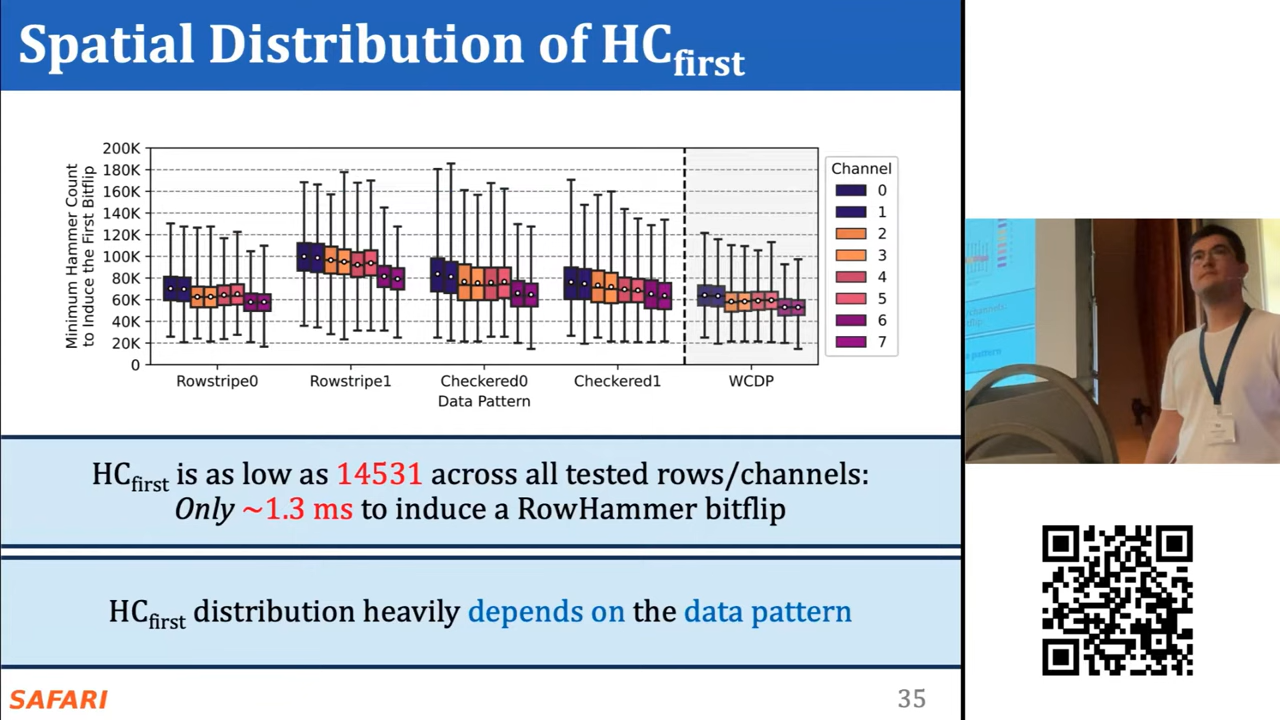 Spatial Distribution of HCfirst
Minimum Hammer Count
to Induce the First Bitflip
200K
180K
160K
140K
120K
100K
80K
60K
40K
20K
0
Rowstripe0
Rowstripe1
Checkered0
Checkered1
WCDP
Data Pattern
Channel
0
1
2
3
4
5
6
7
HCfirst is as low as 14531 across all tested rows/channels:
Only ~1.3 ms to induce a RowHammer bitflip
HCfirst distribution heavily depends on the data pattern
SAFARI
35